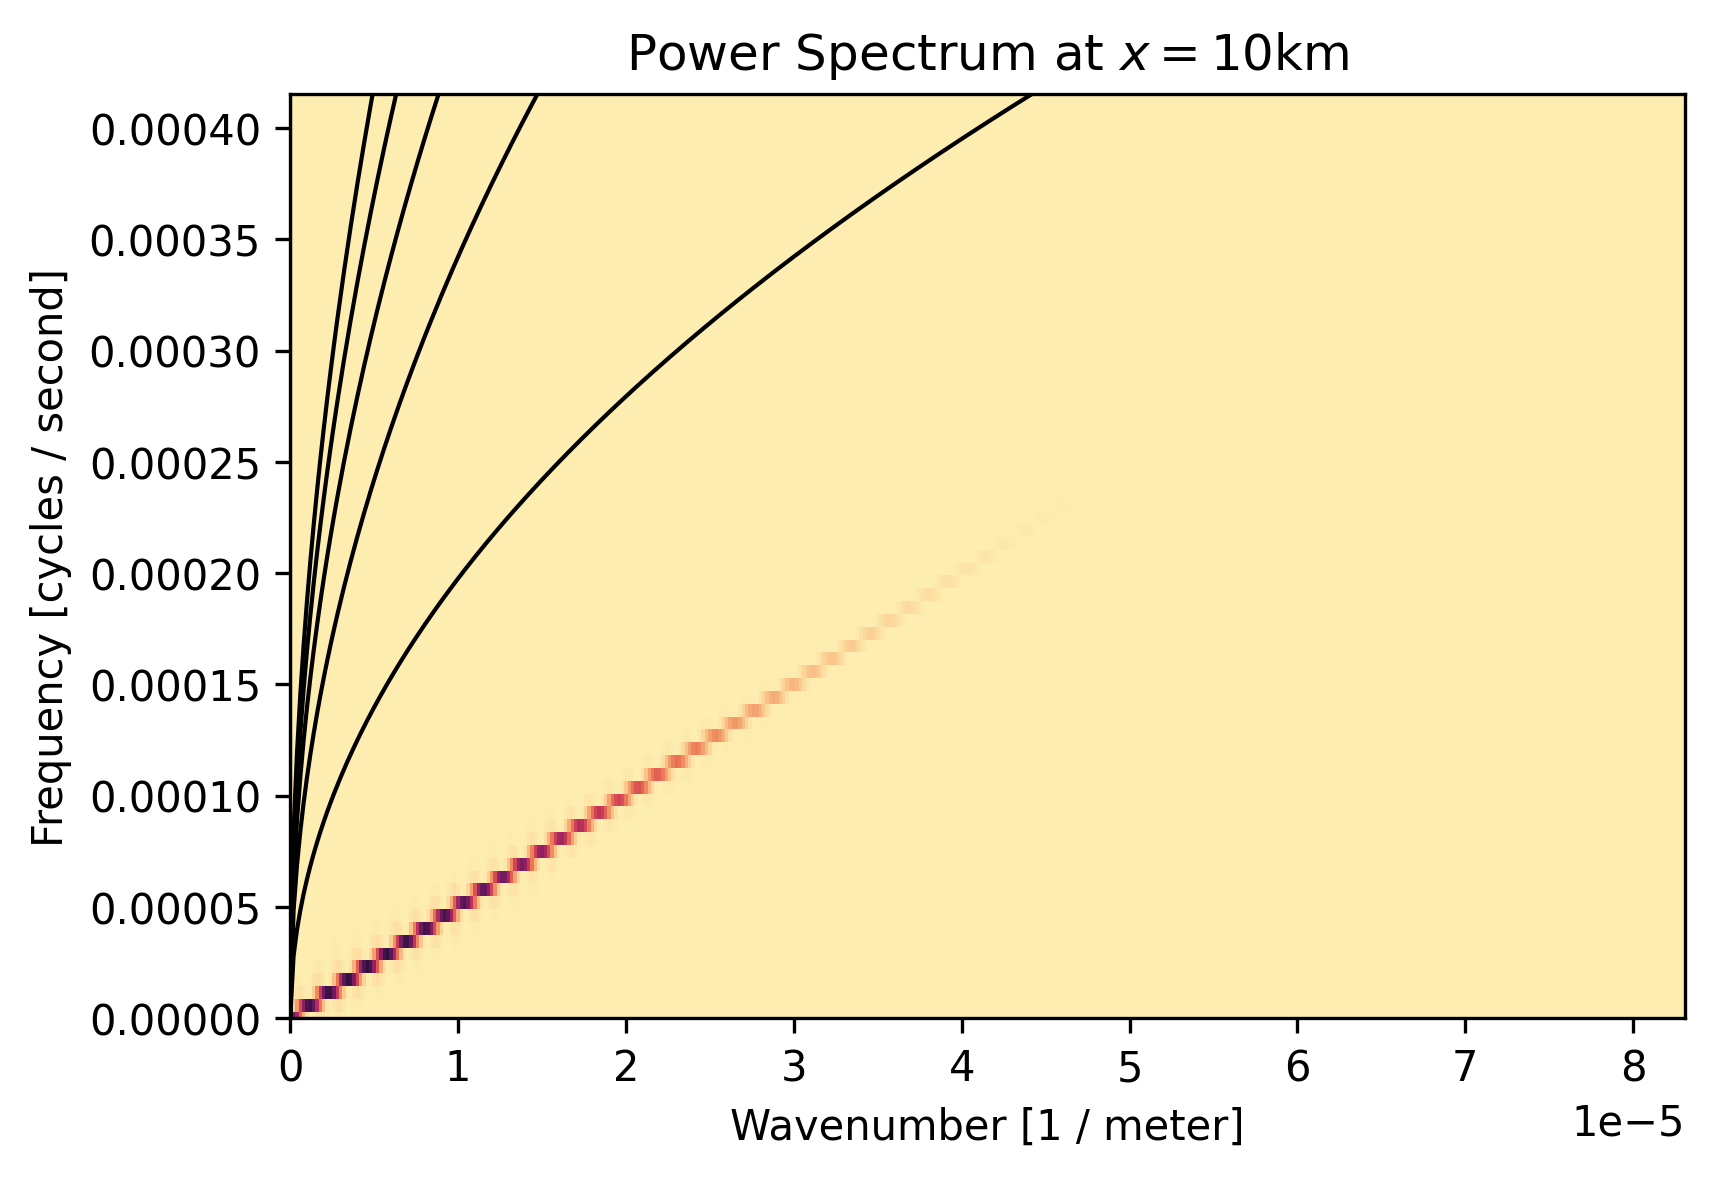 Power Spectrum at x = 10km
0.00040
0.00035
0.00030
0.00025
0.00020
0.00015
0.00010
0.00005
0.00000
Frequency [cycles / second]
0 1 2 3 4 5 6 7 8
Wavenumber [1 / meter]
1e−5